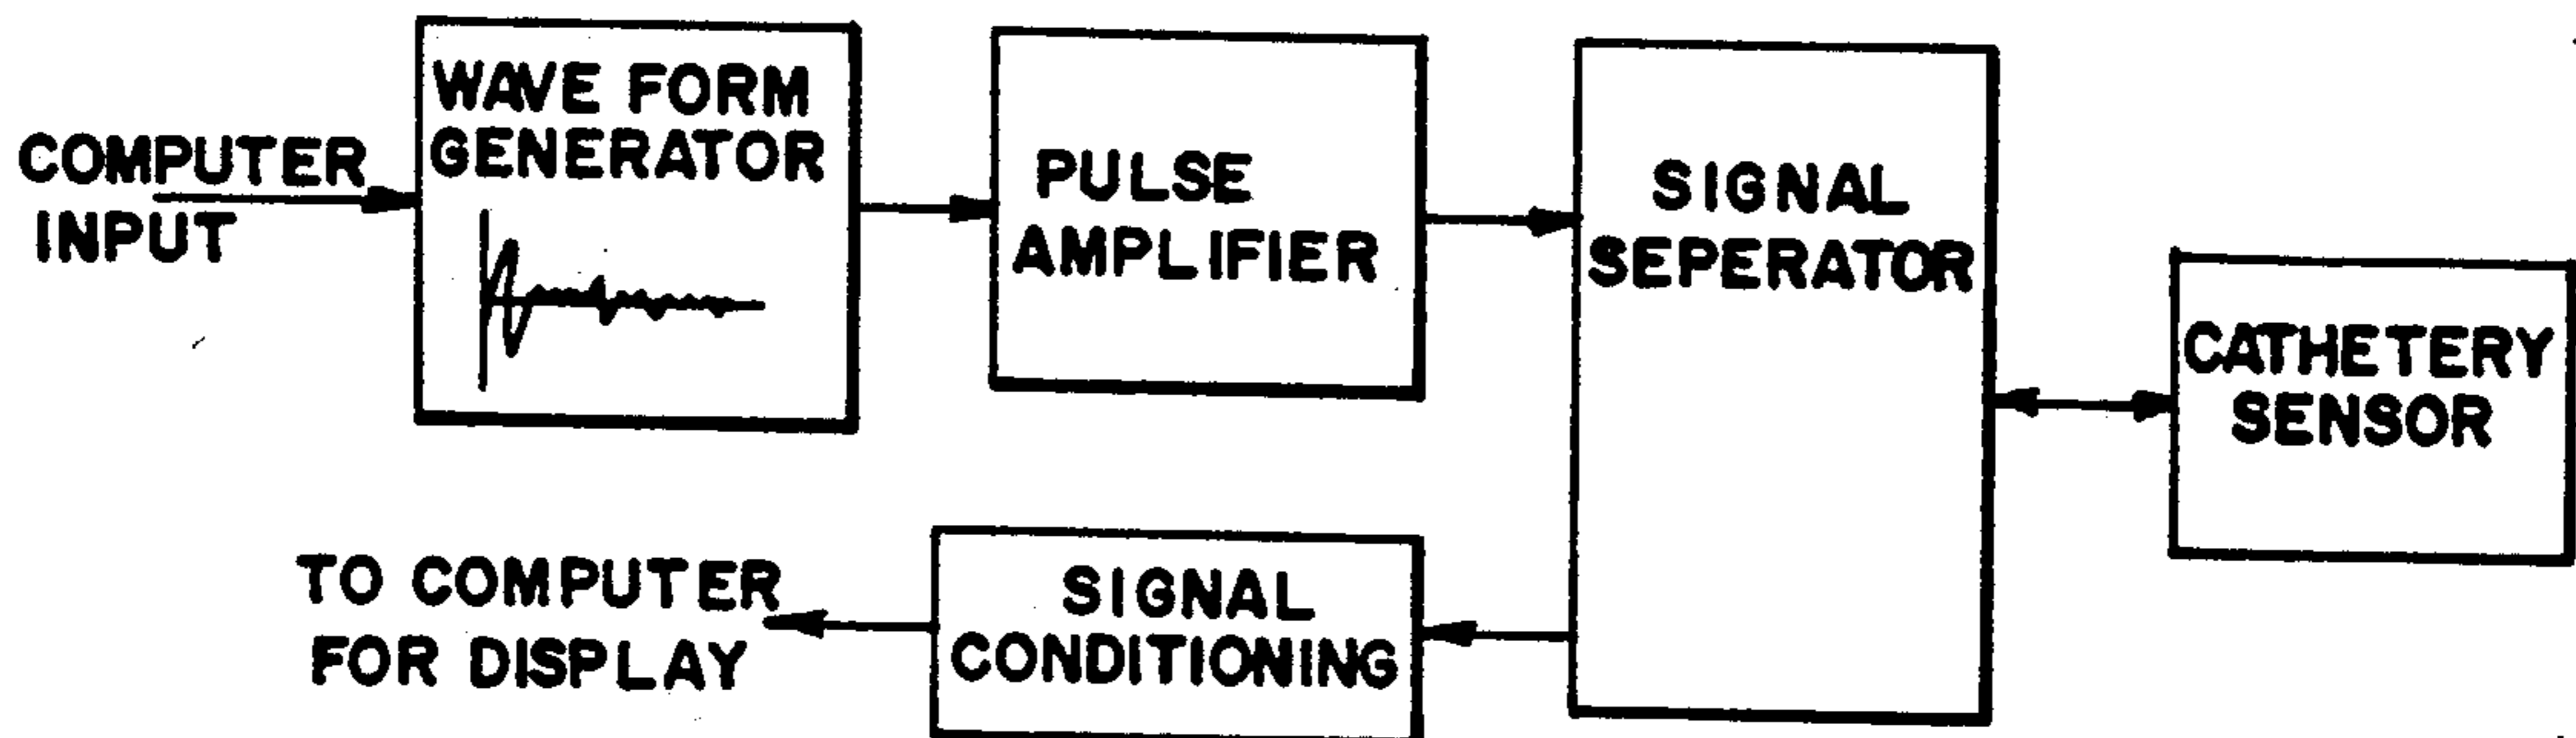 COMPUTER
INPUT
WAVE FORM
GENERATOR
PULSE
AMPLIFIER
SIGNAL
SEPERATOR
CATHETERY
SENSOR
SIGNAL
CONDITIONING
TO COMPUTER
FOR DISPLAY